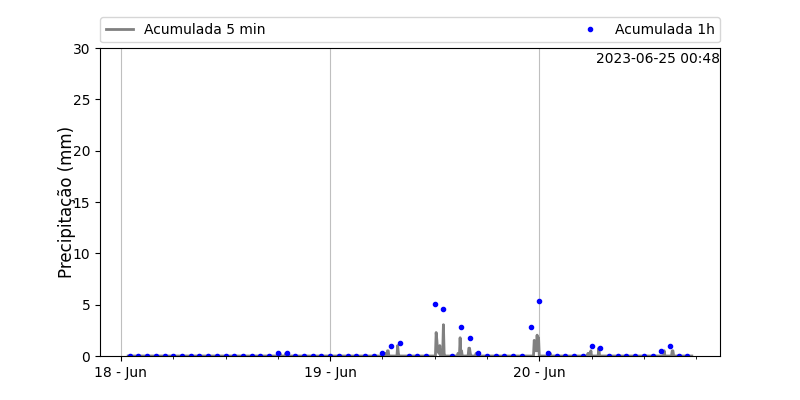 Acumulada 5 min
Acumulada 1h
2023-06-25 00:48
Precipitação (mm)
30
25
20
15
10
5
0
18 - Jun
19 - Jun
20 - Jun